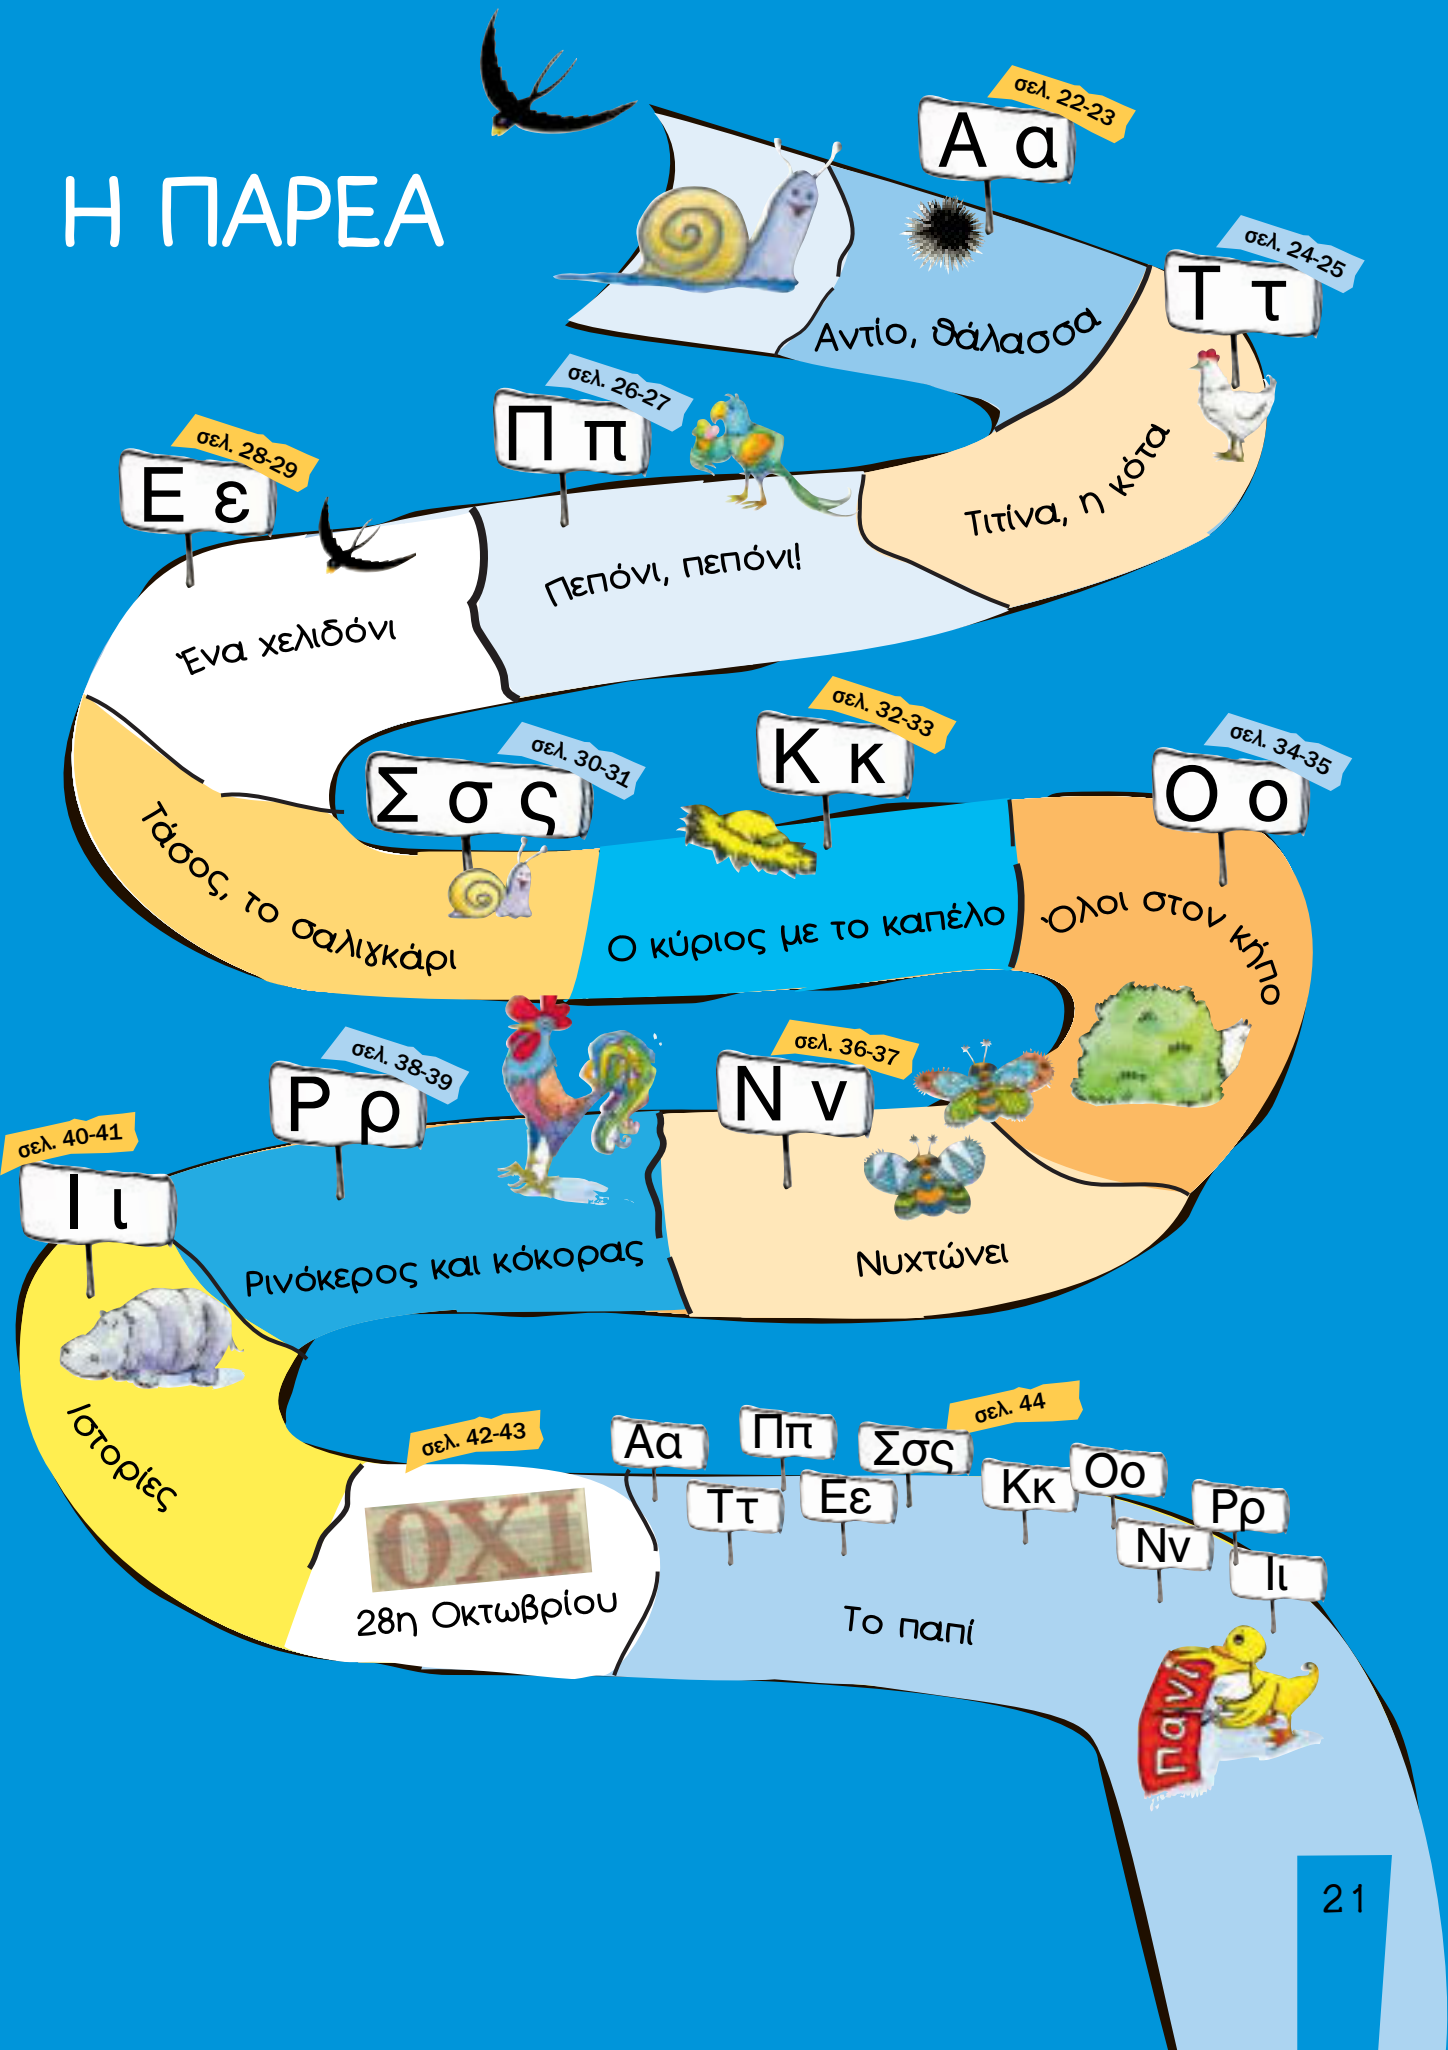 Η ΠΑΡΕΑ
σελ. 22-23
Α α
Αντίο, θάλασσα
σελ. 24-25
Τ τ
Τιτίνα, η κότα
σελ. 26-27
Π π
Πεπόνι, πεπόνι!
σελ. 28-29
Ε ε
Ένα χελιδόνι
σελ. 30-31
Σ σ ς
Τάσος, το σαλιγκάρι
σελ. 32-33
Κ κ
Ο κύριος με το καπέλο
σελ. 34-35
Ο ο
Όλοι στον κήπο
σελ. 36-37
Ν ν
Νυχτώνει
σελ. 38-39
Ρ ρ
Ρινόκερος και κόκορας
σελ. 40-41
Ι ι
Ιστορίες
σελ. 42-43
ΟΧΙ
28η Οκτωβρίου
σελ. 44
Αα
Ττ
Ππ
Εε
Σσς
Κκ
Οο
Νν
Ρρ
Ιι
Το παπί
πανί
21